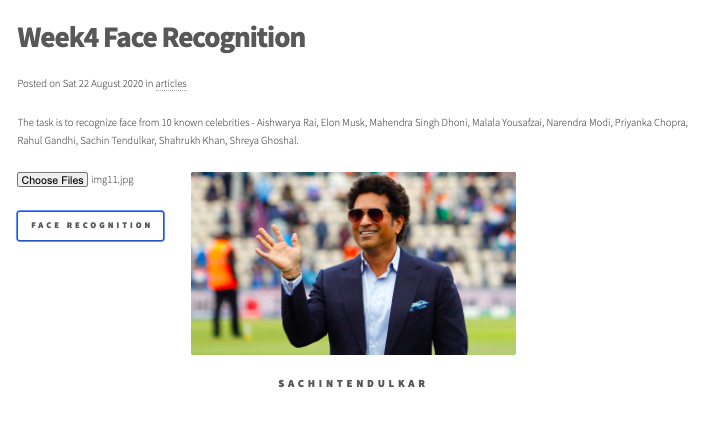 Week4 Face Recognition
Posted on Sat 22 August 2020 in articles
The task is to recognize face from 10 known celebrities - Aishwarya Rai, Elon Musk, Mahendra Singh Dhoni, Malala Yousafzai, Narendra Modi, Priyanka Chopra,
Rahul Gandhi, Sachin Tendulkar, Shahrukh Khan, Shreya Ghoshal.
Choose Files img11.jpg
FACE RECOGNITION
SACHINTENDULKAR